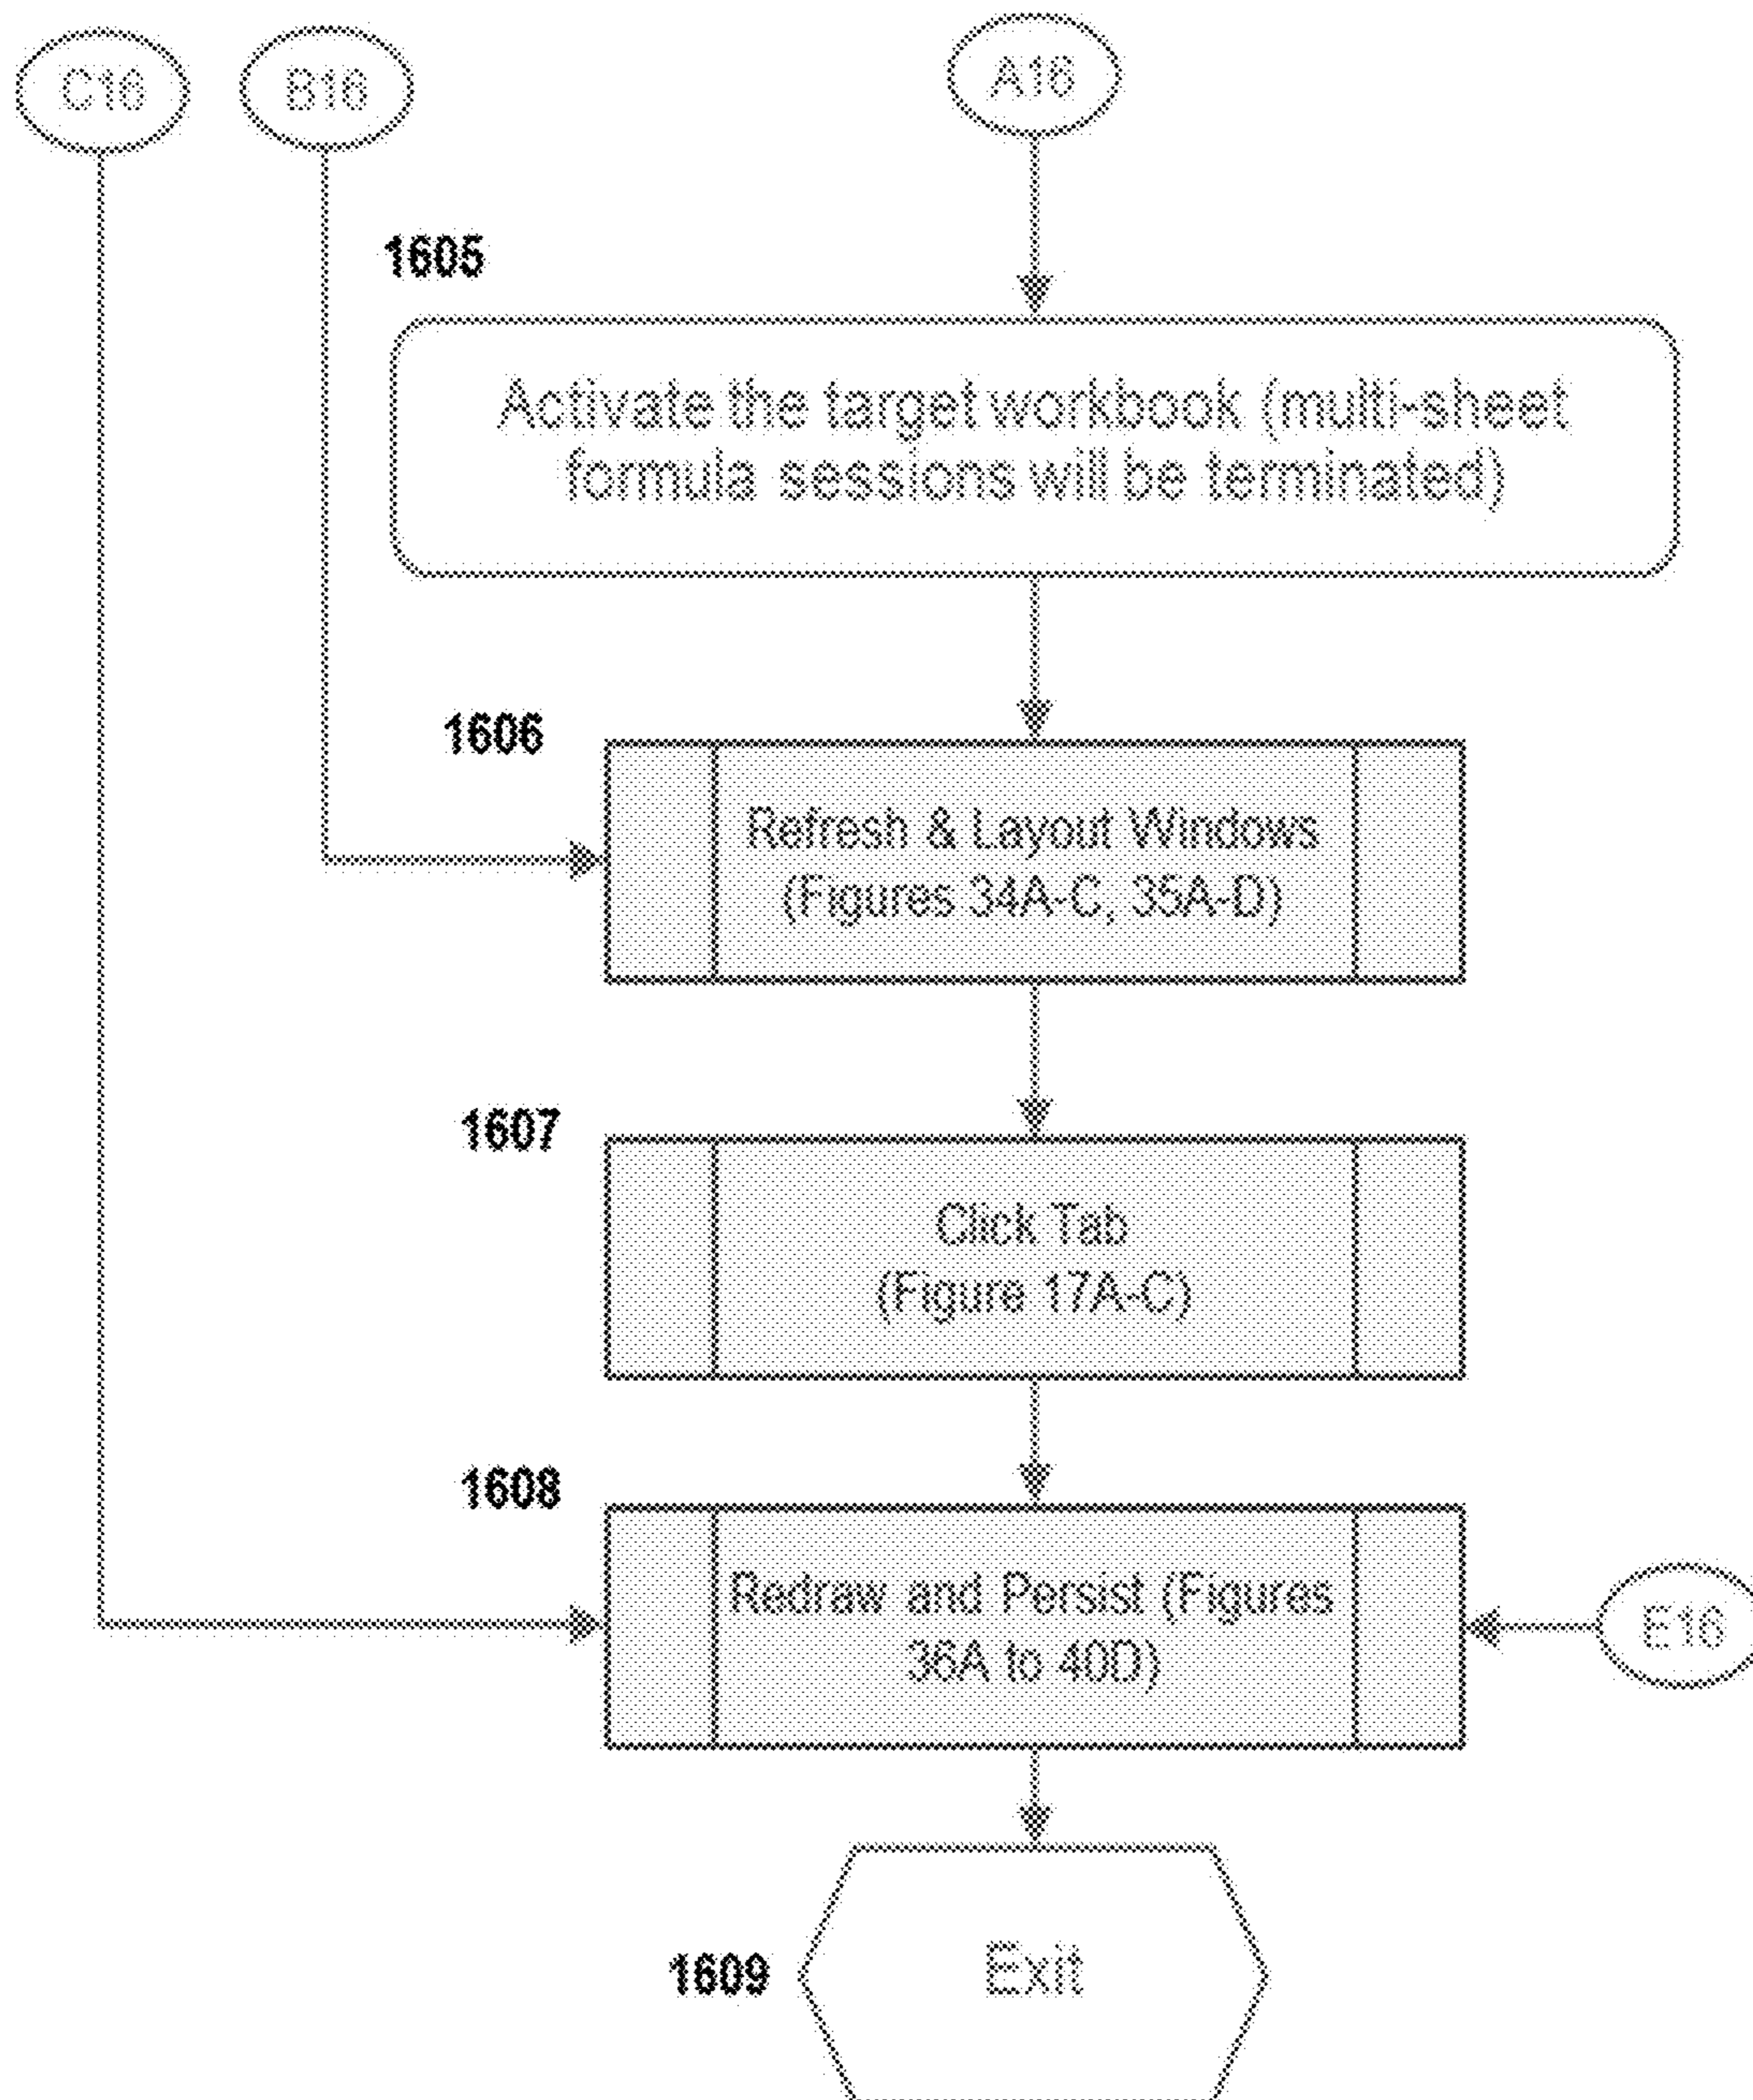 C16
B16
A16
1605
Activate the target workbook (multi-sheet
formula sessions will be terminated)
1606
Refresh & Layout Windows
(Figures 34A-C, 35A-D)
1607
Click Tab
(Figure 17A-C)
1608
Redraw and Persist (Figures
36A to 40D)
E16
1609
Exit